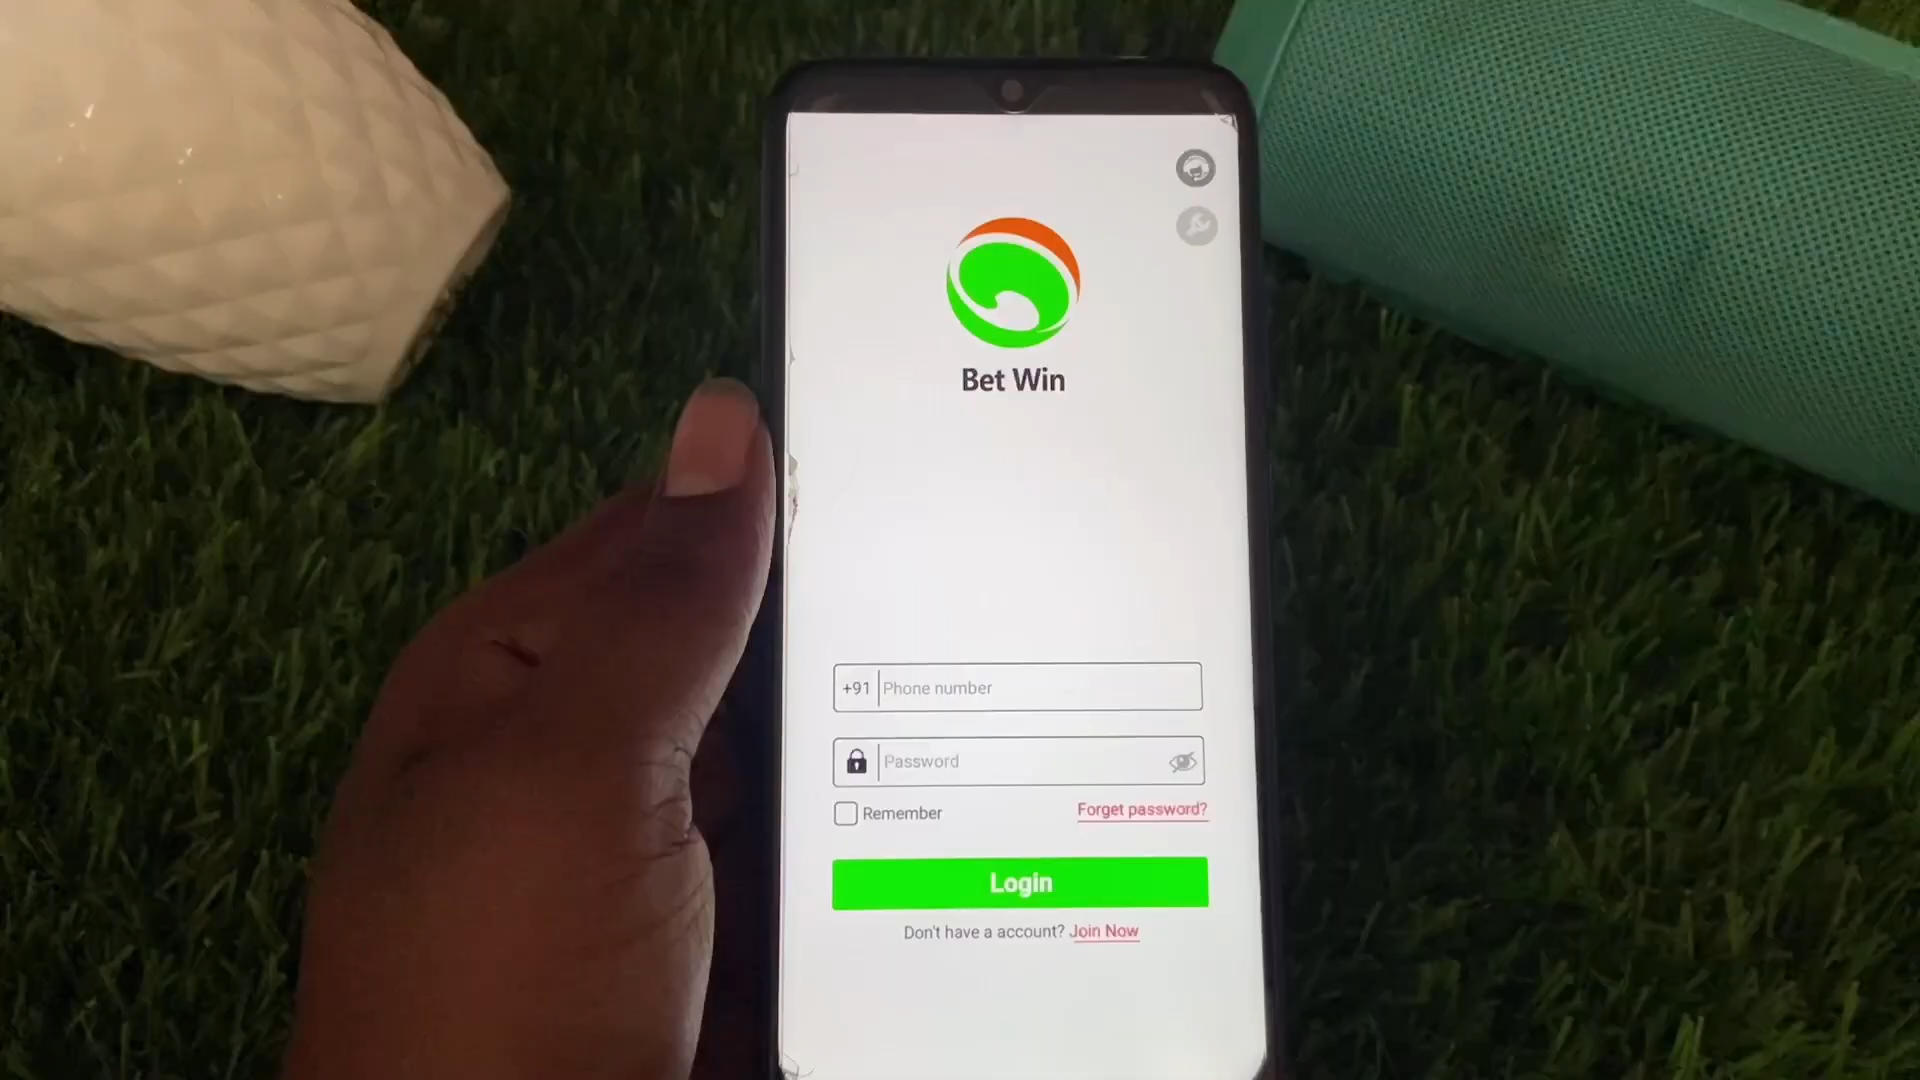 Bet Win
+91 Phone number
Password
Remember
Forget password?
Login
Don't have a account? Join Now